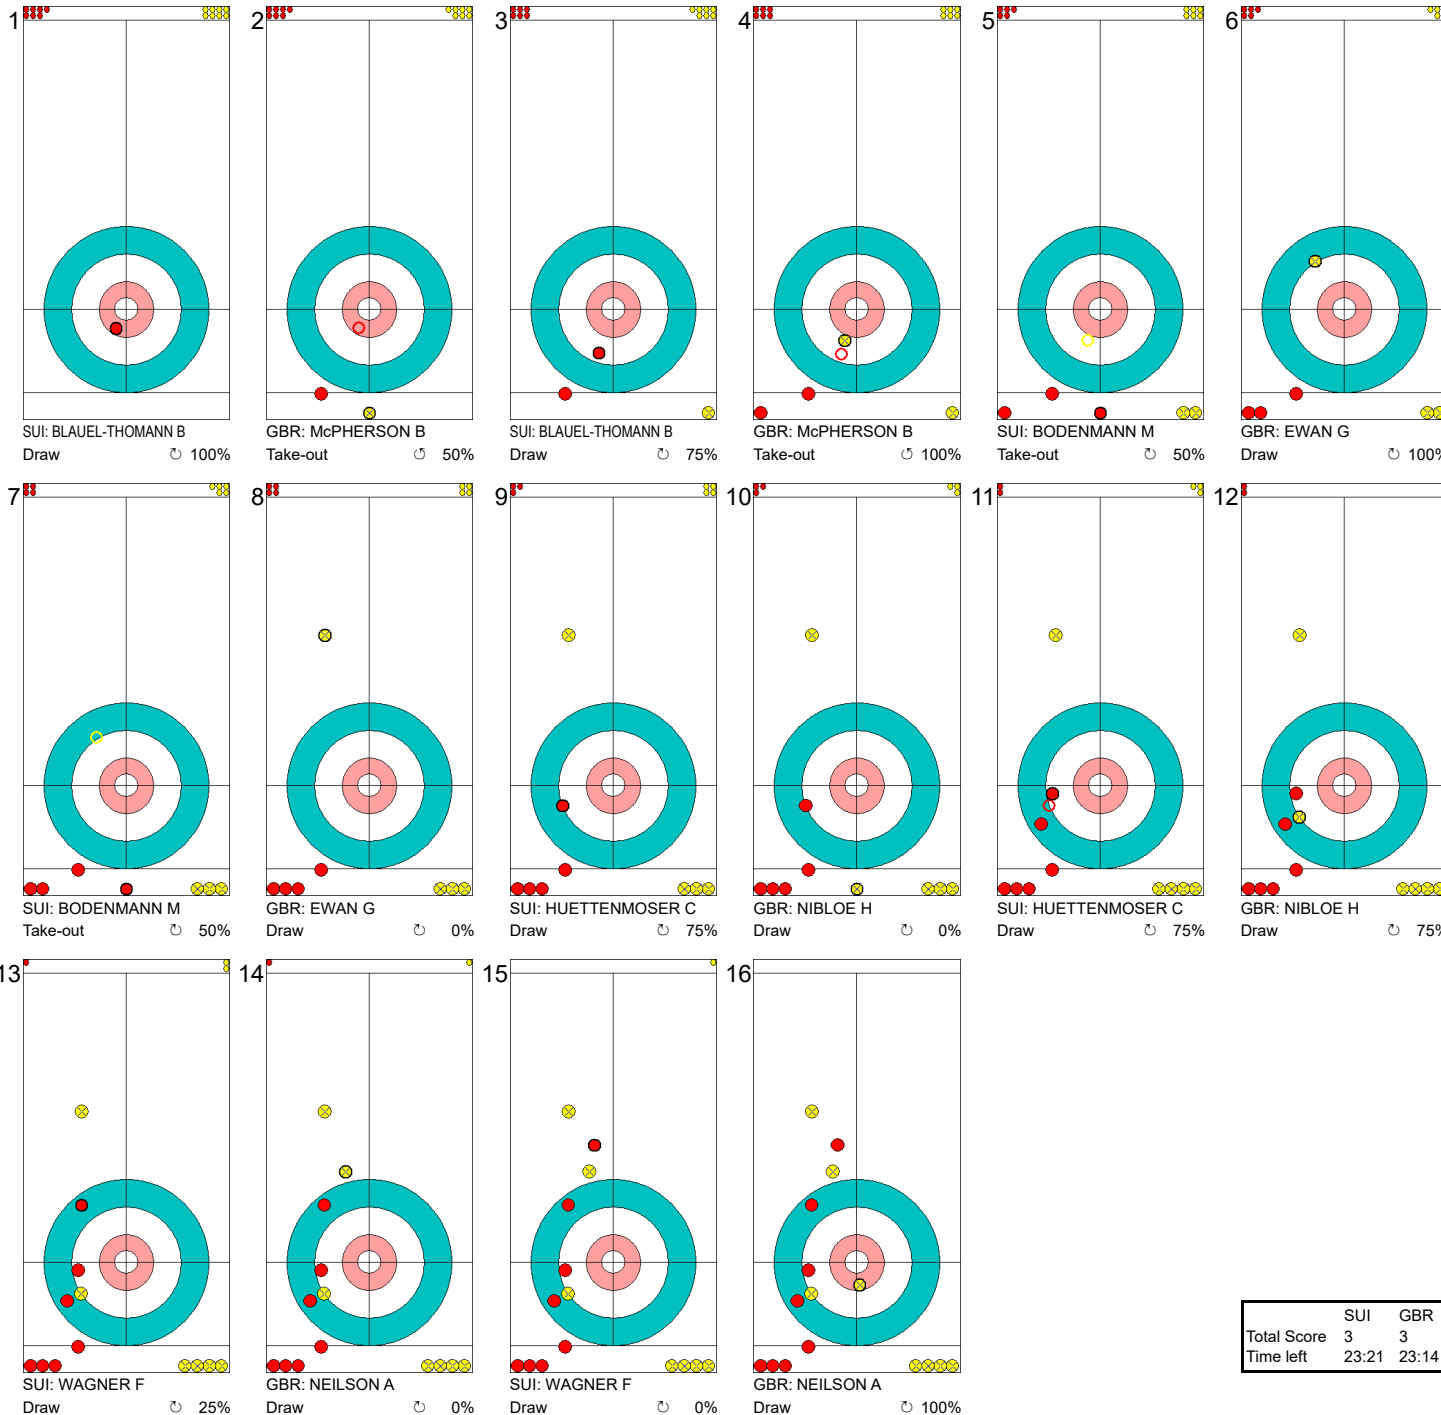 1 2 3 4 5 6
SUI: BLAUEL-THOMANN B GBR: McPHERSON B SUI: BLAUEL-THOMANN B GBR: McPHERSON B SUI: BODENMANN M GBR: EWAN G
Draw ↻ 100% Take-out ↺ 50% Draw ↻ 75% Take-out ↺ 100% Take-out ↻ 50% Draw ↻ 100%
7 8 9 10 11 12
SUI: BODENMANN M GBR: EWAN G SUI: HUETTENMOSER C GBR: NIBLOE H SUI: HUETTENMOSER C GBR: NIBLOE H
Take-out ↻ 50% Draw ↻ 0% Draw ↻ 75% Draw ↻ 0% Draw ↻ 75% Draw ↻ 75%
13 14 15 16
SUI: WAGNER F GBR: NEILSON A SUI: WAGNER F GBR: NEILSON A
Draw ↻ 25% Draw ↻ 0% Draw ↻ 0% Draw ↻ 100%
SUI GBR
Total Score 3 3
Time left 23:21 23:14